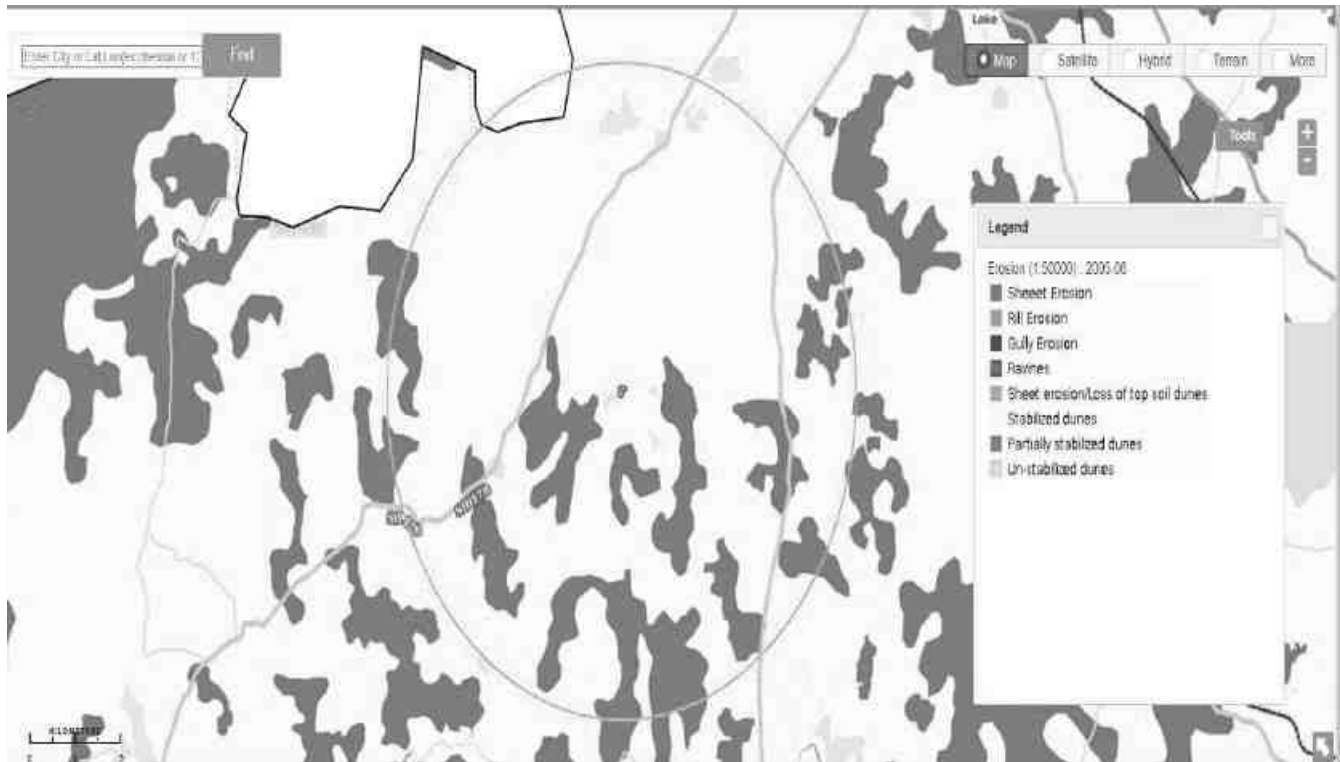 Lake
Find
Map Satellite Hybrid Terrain More
Tools
+
-
Legend
Erosion (1:50000) : 2005-06
Sheeet Erosion
Rill Erosion
Gully Erosion
Ravines
Sheet erosion/Loss of top soil dunes
Stabilized dunes
Partially stabilized dunes
Un-stabilized dunes